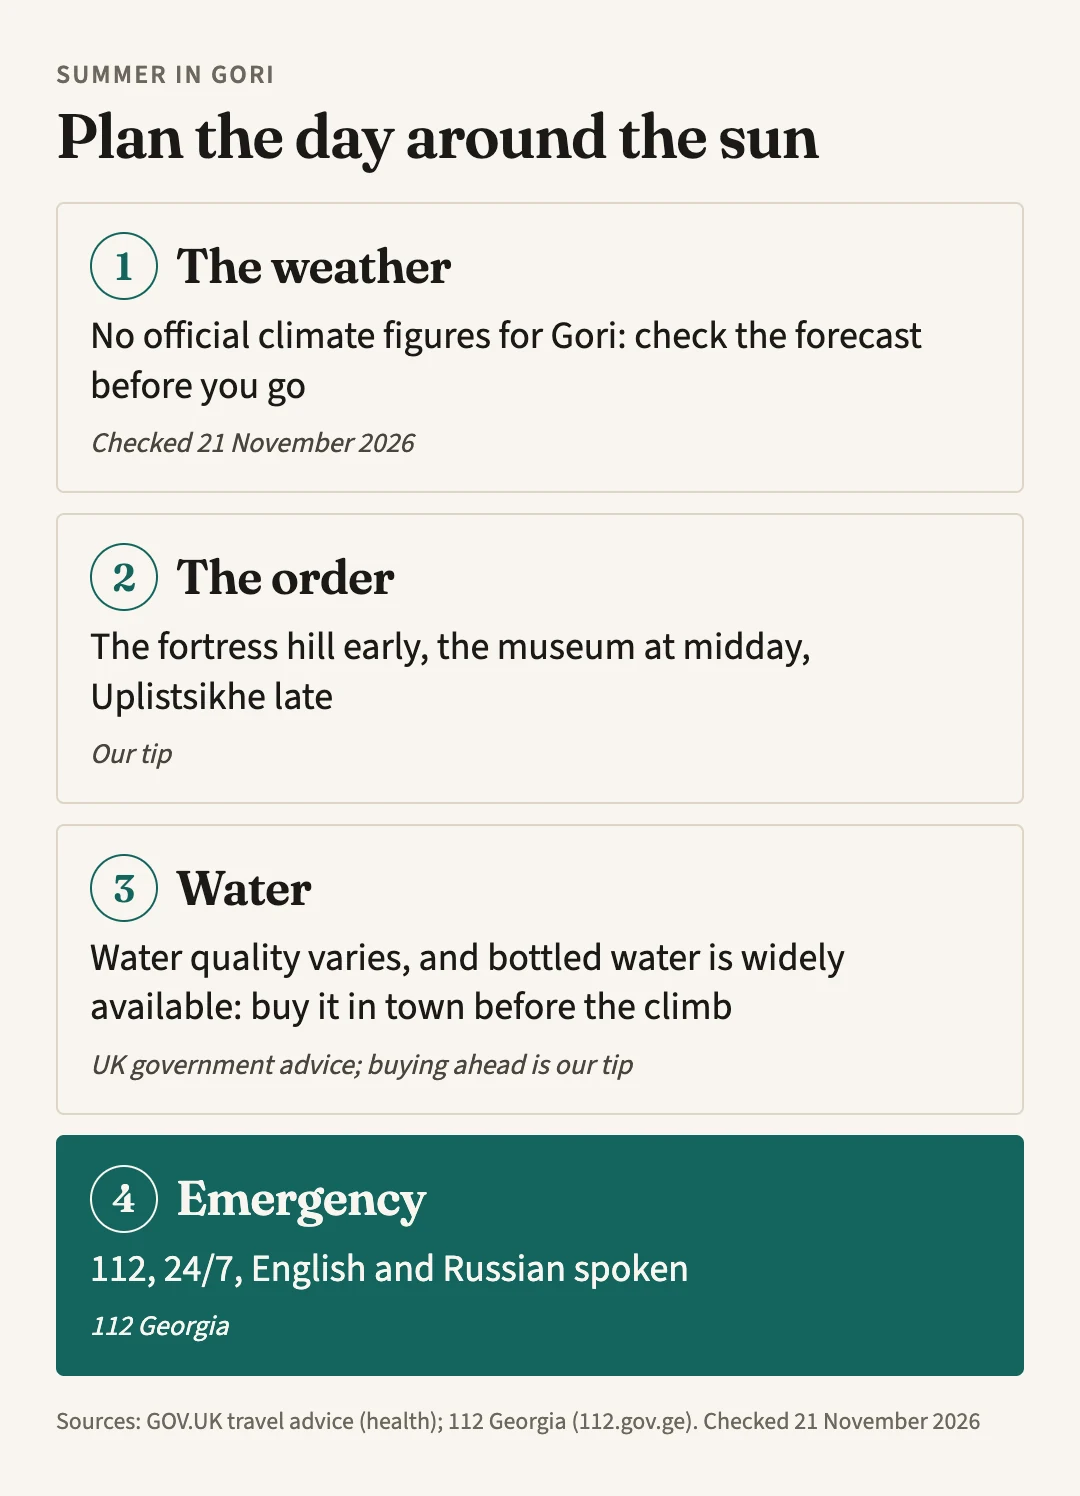 SUMMER IN GORI
Plan the day around the sun
1 The weather
No official climate figures for Gori: check the forecast
before you go
Checked 21 November 2026
2 The order
The fortress hill early, the museum at midday,
Uplistsikhe late
Our tip
3 Water
Water quality varies, and bottled water is widely
available: buy it in town before the climb
UK government advice; buying ahead is our tip
4 Emergency
112, 24/7, English and Russian spoken
112 Georgia
Sources: GOV.UK travel advice (health); 112 Georgia (112.gov.ge). Checked 21 November 2026